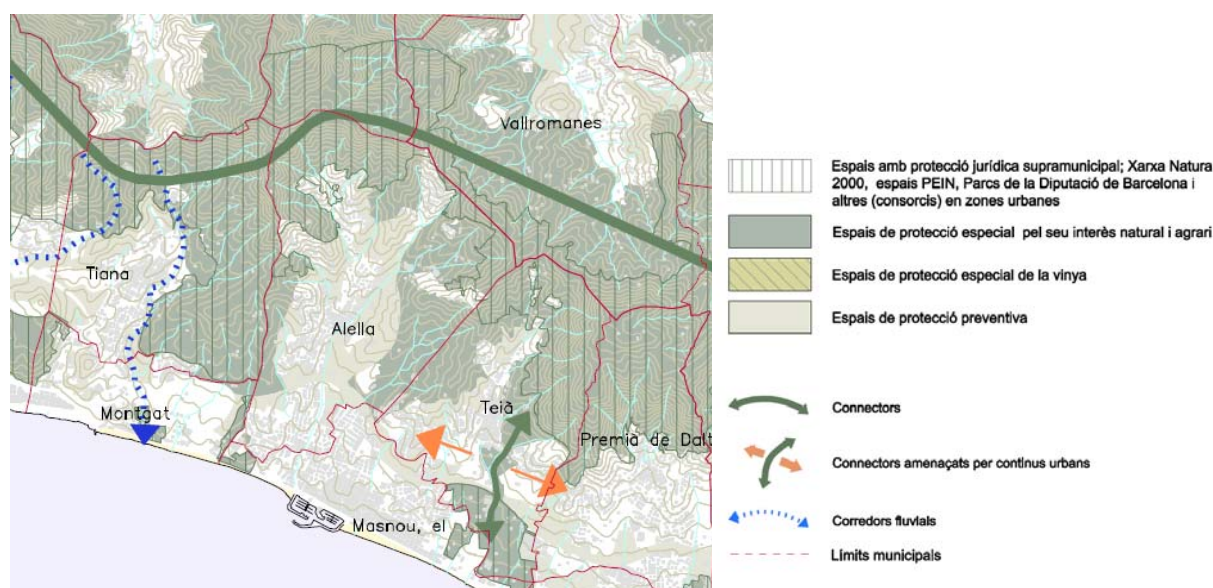 Vallromanes
Tiana
Alella
Montgat
Teià
Premià de Dalt
Masnou, el
Espais amb protecció jurídica supramunicipal; Xarxa Natura
2000, espais PEIN, Parcs de la Diputació de Barcelona i
altres (consorcis) en zones urbanes
Espais de protecció especial pel seu interès natural i agrari
Espais de protecció especial de la vinya
Espais de protecció preventiva
Connectors
Connectors amenaçats per continus urbans
Corredors fluvials
Límits municipals